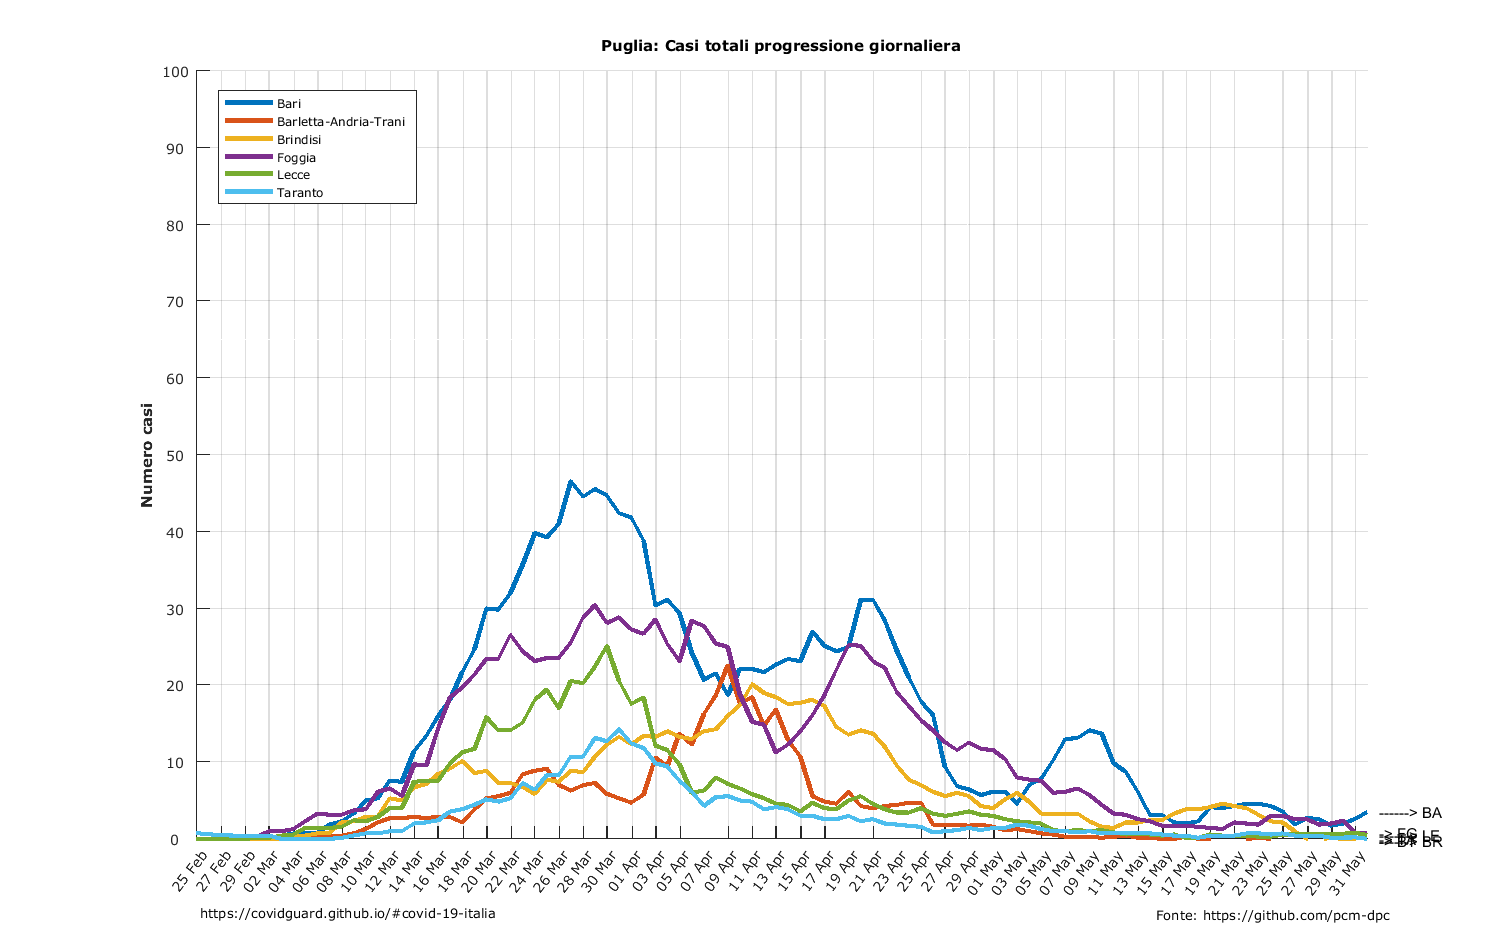 Puglia: Casi totali progressione giornaliera
100
90
80
70
60
50
40
30
20
10
0
Numero casi
Bari
Barletta-Andria-Trani
Brindisi
Foggia
Lecce
Taranto
------> BA
-> FG
LE
BR
25 Feb
27 Feb
29 Feb
02 Mar
04 Mar
06 Mar
08 Mar
10 Mar
12 Mar
14 Mar
16 Mar
18 Mar
20 Mar
22 Mar
24 Mar
26 Mar
28 Mar
30 Mar
01 Apr
03 Apr
05 Apr
07 Apr
09 Apr
11 Apr
13 Apr
15 Apr
17 Apr
19 Apr
21 Apr
23 Apr
25 Apr
27 Apr
29 Apr
01 May
03 May
05 May
07 May
09 May
11 May
13 May
15 May
17 May
19 May
21 May
23 May
25 May
27 May
29 May
31 May
https://covidguard.github.io/#covid-19-italia
Fonte: https://github.com/pcm-dpc